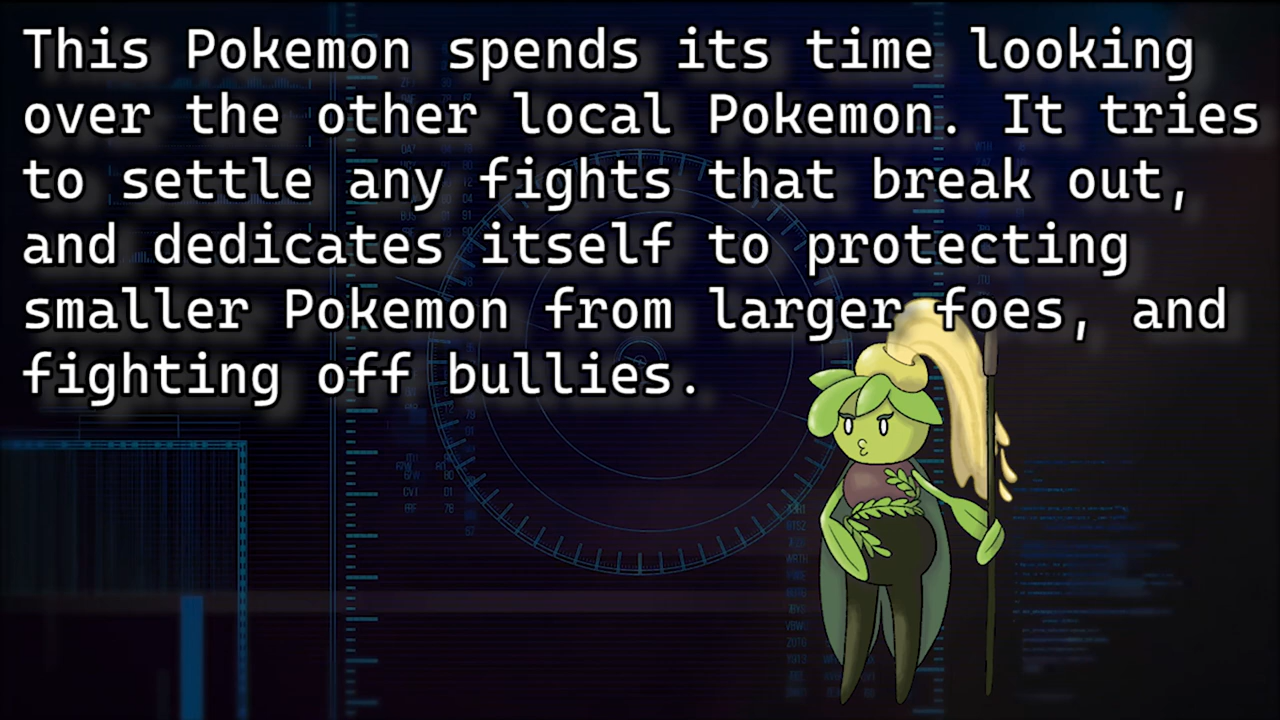 This Pokemon spends its time looking
over the other local Pokemon. It tries
to settle any fights that break out,
and dedicates itself to protecting
smaller Pokemon from larger foes, and
fighting off bullies.